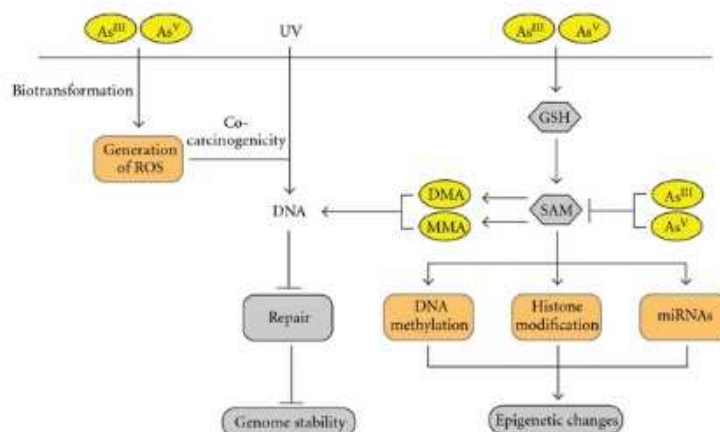 As^III As^V UV As^III As^V
Biotransformation
GSH
Co-
carcinogenicity
Generation
of ROS
DNA
DMA
MMA
SAM
As^III
As^V
Repair
DNA
methylation
Histone
modification
miRNAs
Genome stability
Epigenetic changes